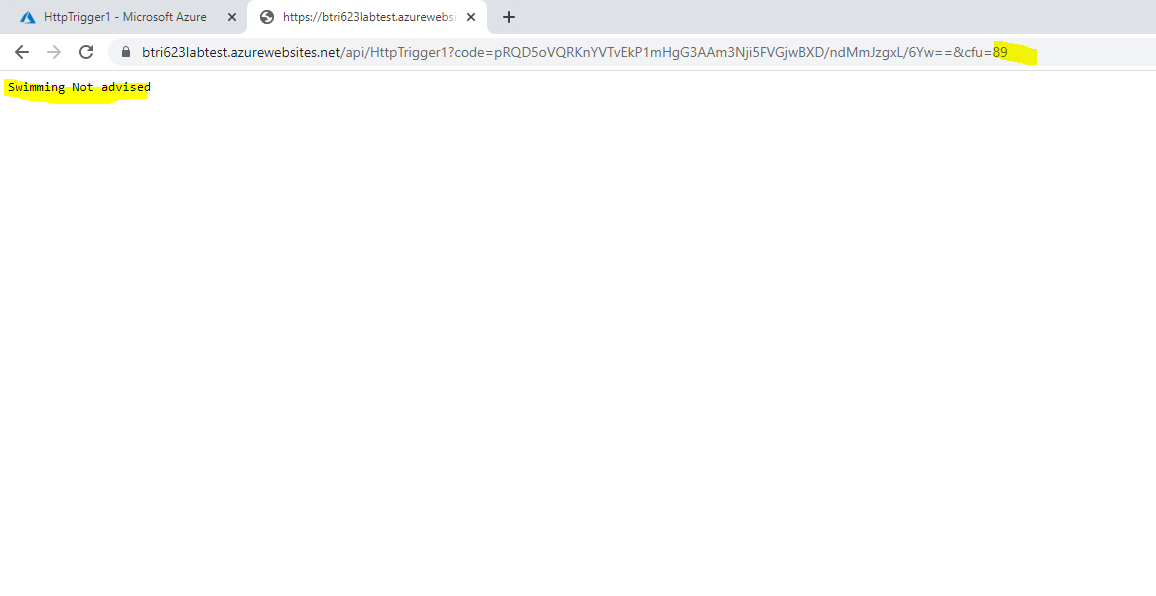 HttpTrigger1 - Microsoft Azure
https://btri623labtest.azurewebsi
btri623labtest.azurewebsites.net/api/HttpTrigger1?code=pRQD5oVQRKnYVTvEkP1mHgG3AAm3Nji5FVGjwBXD/ndMmJzgxL/6Yw==&cfu=89
Swimming Not advised